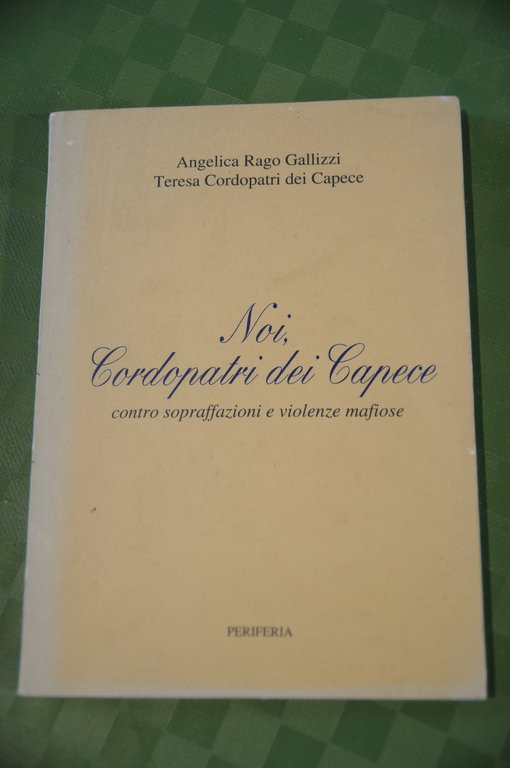 Angelica Rago Gallizzi
Teresa Cordopatri dei Capece
Noi,
Cordopatri dei Capece
contro sopraffazioni e violenze mafiose
PERIFERIA